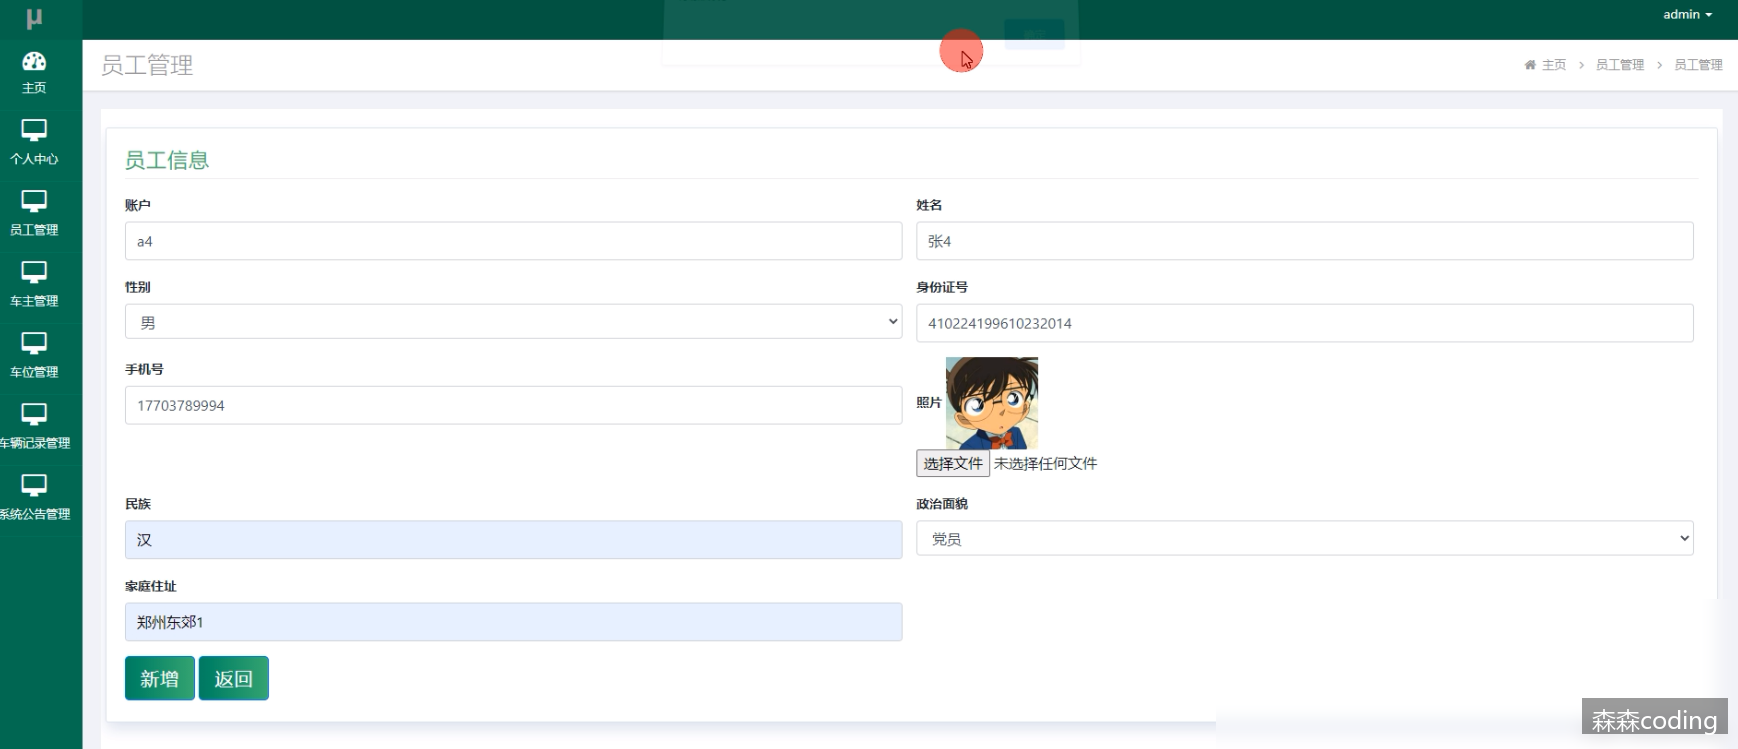 μ
admin
主页
个人中心
员工管理
车主管理
车位管理
车辆记录管理
系统公告管理
员工管理
主页 > 员工管理 > 员工管理
员工信息
账户
a4
姓名
张4
性别
男
身份证号
410224199610232014
手机号
17703789994
照片
选择文件 未选择任何文件
民族
汉
政治面貌
党员
家庭住址
郑州东郊1
新增 返回
森森coding